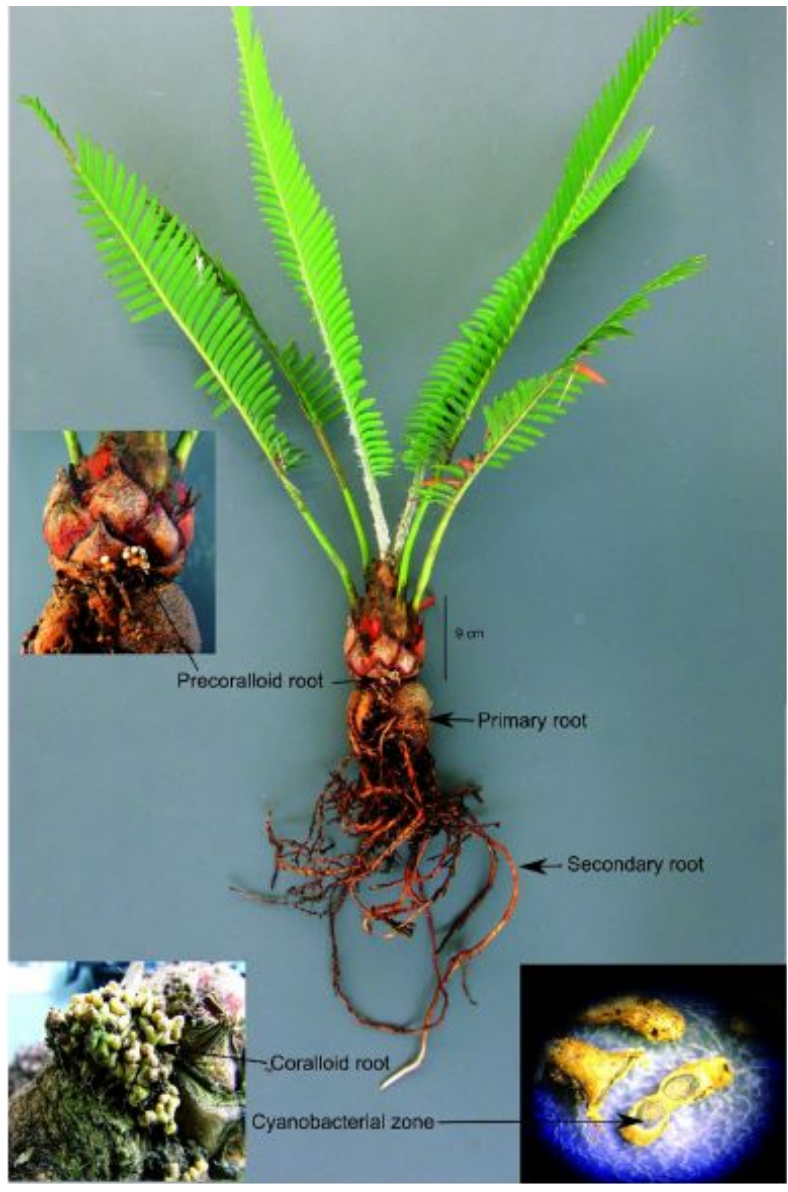 9 cm
Precoralloid root
Primary root
Secondary root
Coralloid root
Cyanobacterial zone